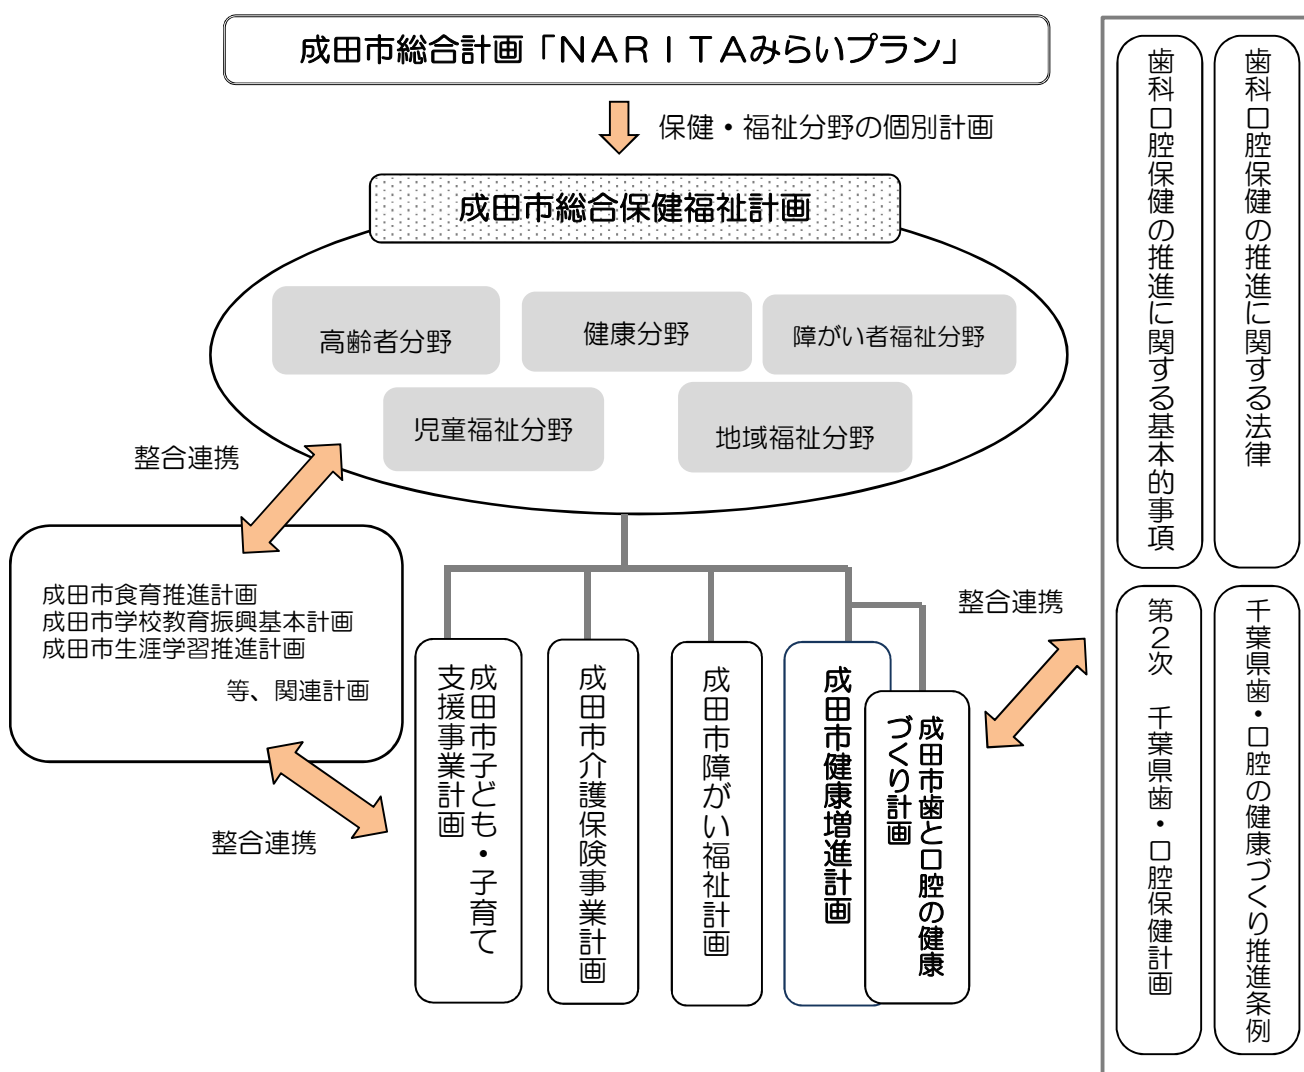 成田市総合計画「ＮＡＲＩＴＡみらいプラン」
保健・福祉分野の個別計画
成田市総合保健福祉計画
高齢者分野
健康分野
障がい者福祉分野
児童福祉分野
地域福祉分野
整合連携
成田市食育推進計画
成田市学校教育振興基本計画
成田市生涯学習推進計画
等、関連計画
整合連携
成田市子ども・子育て
支援事業計画
成田市介護保険事業計画
成田市障がい福祉計画
成田市健康増進計画
成田市歯と口腔の健康
づくり計画
整合連携
歯科口腔保健の推進に関する法律
歯科口腔保健の推進に関する基本的事項
千葉県歯・口腔の健康づくり推進条例
第２次　千葉県歯・口腔保健計画